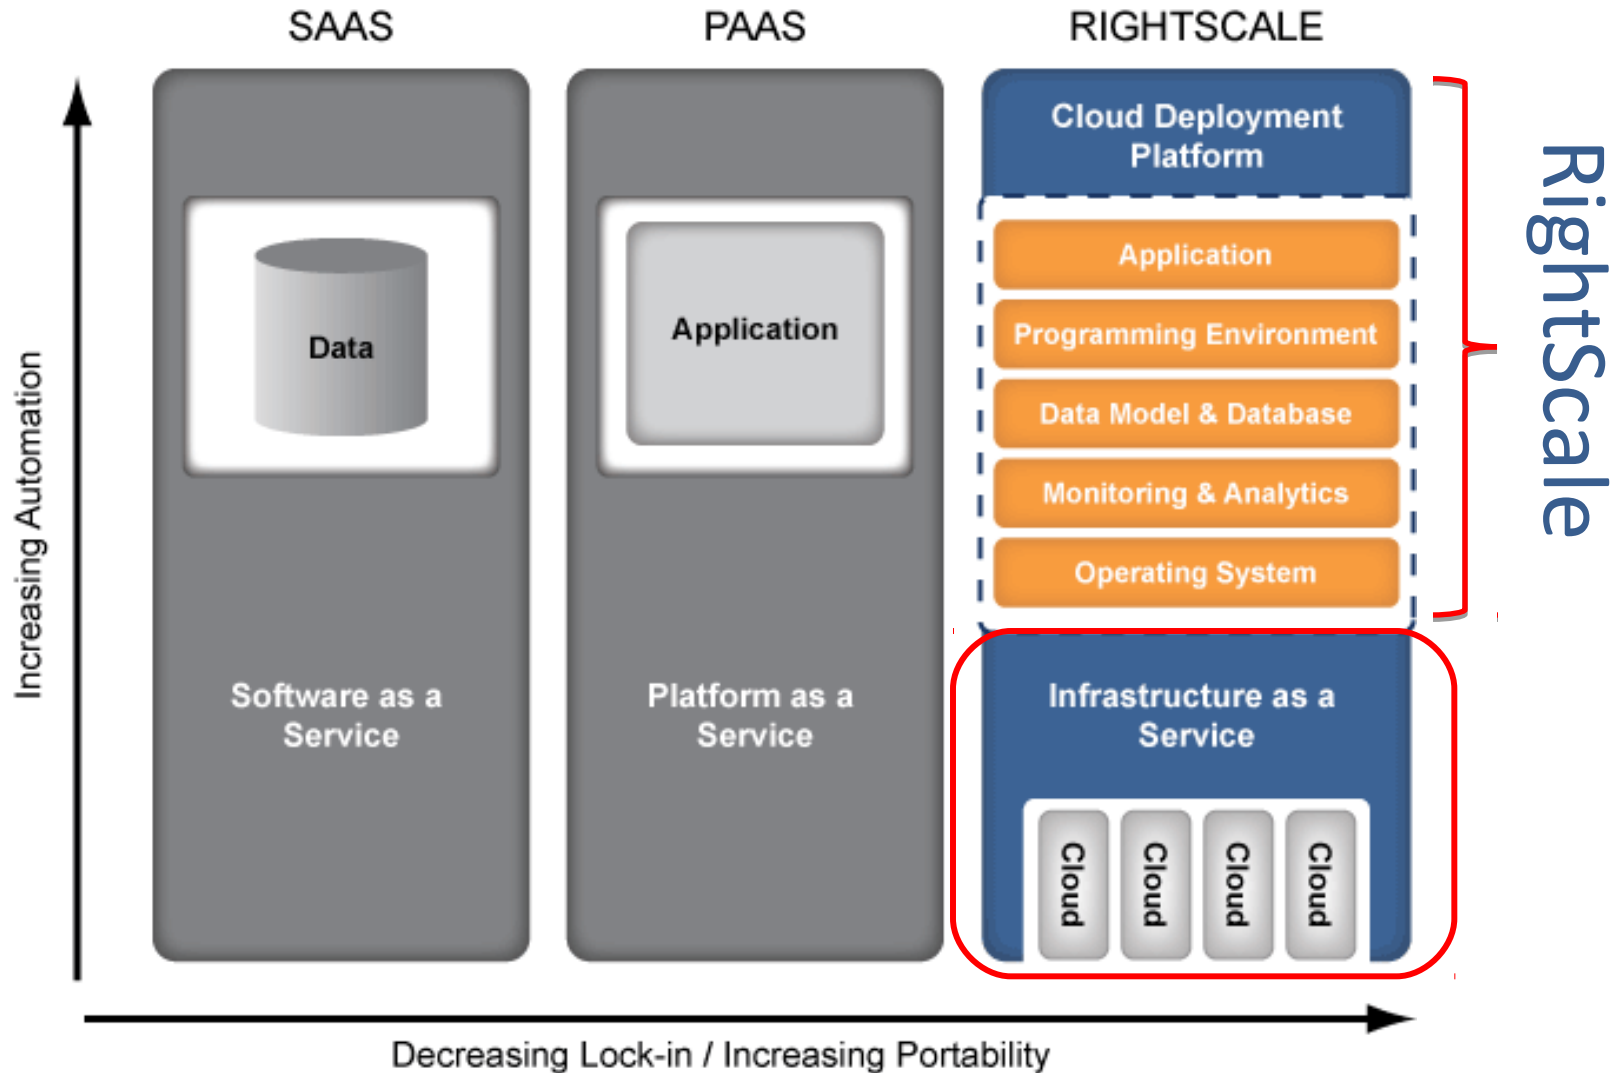 SAAS
PAAS
RIGHTSCALE
Increasing Automation
Data
Software as a
Service
Application
Platform as a
Service
Cloud Deployment
Platform
Application
Programming Environment
Data Model & Database
Monitoring & Analytics
Operating System
Infrastructure as a
Service
Cloud
Cloud
Cloud
Cloud
RightScale
Decreasing Lock-in / Increasing Portability